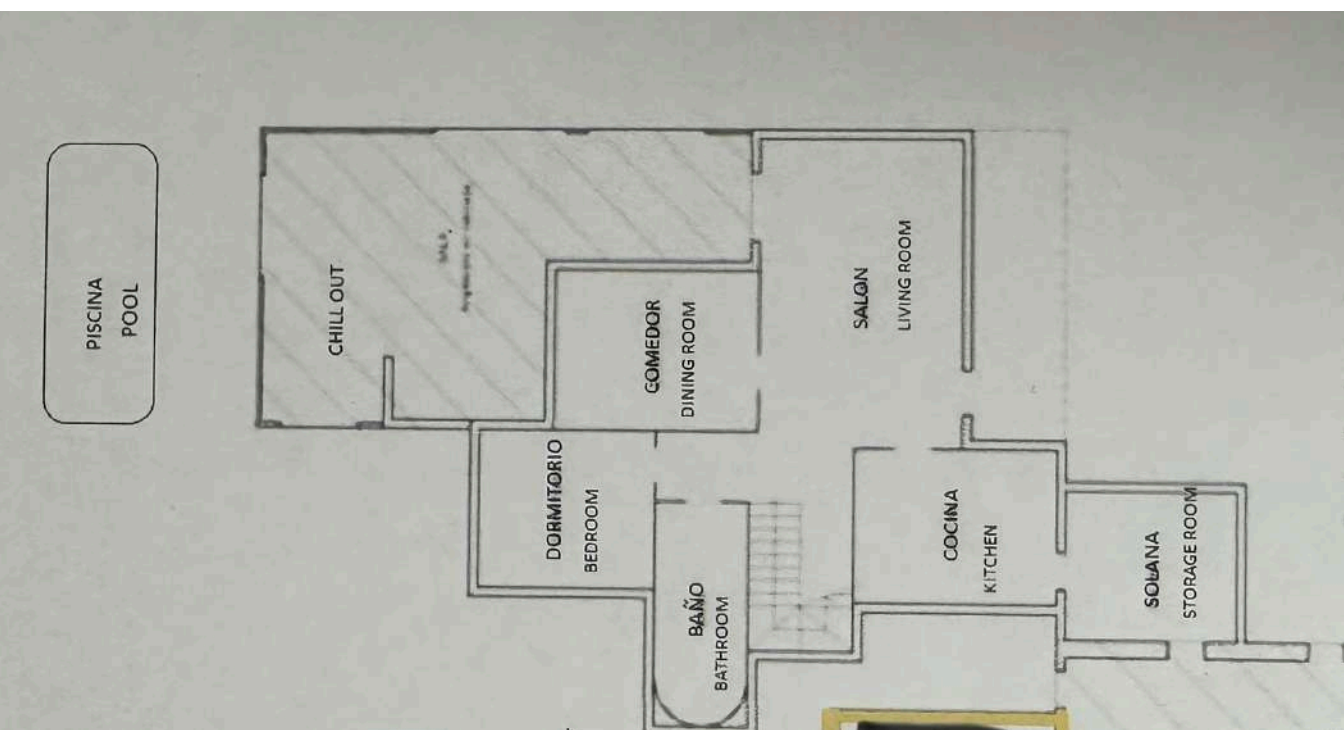 PISCINA
POOL
CHILL OUT
COMEDOR
DINING ROOM
SALON
LIVING ROOM
DORMITORIO
BEDROOM
BAÑO
BATHROOM
COCINA
KITCHEN
SOLANA
STORAGE ROOM